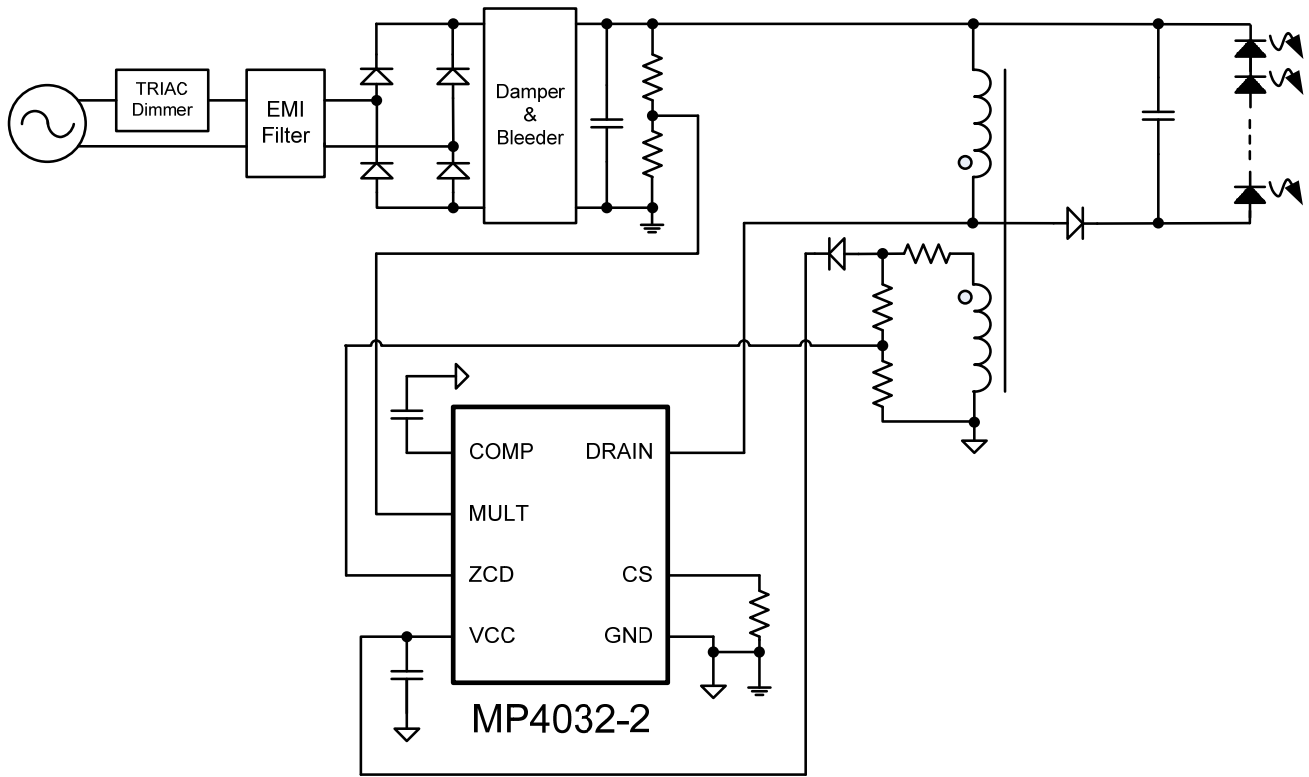 TRIAC
Dimmer
EMI
Filter
Damper
&
Bleeder
COMP
DRAIN
MULT
ZCD
CS
VCC
GND
MP4032-2